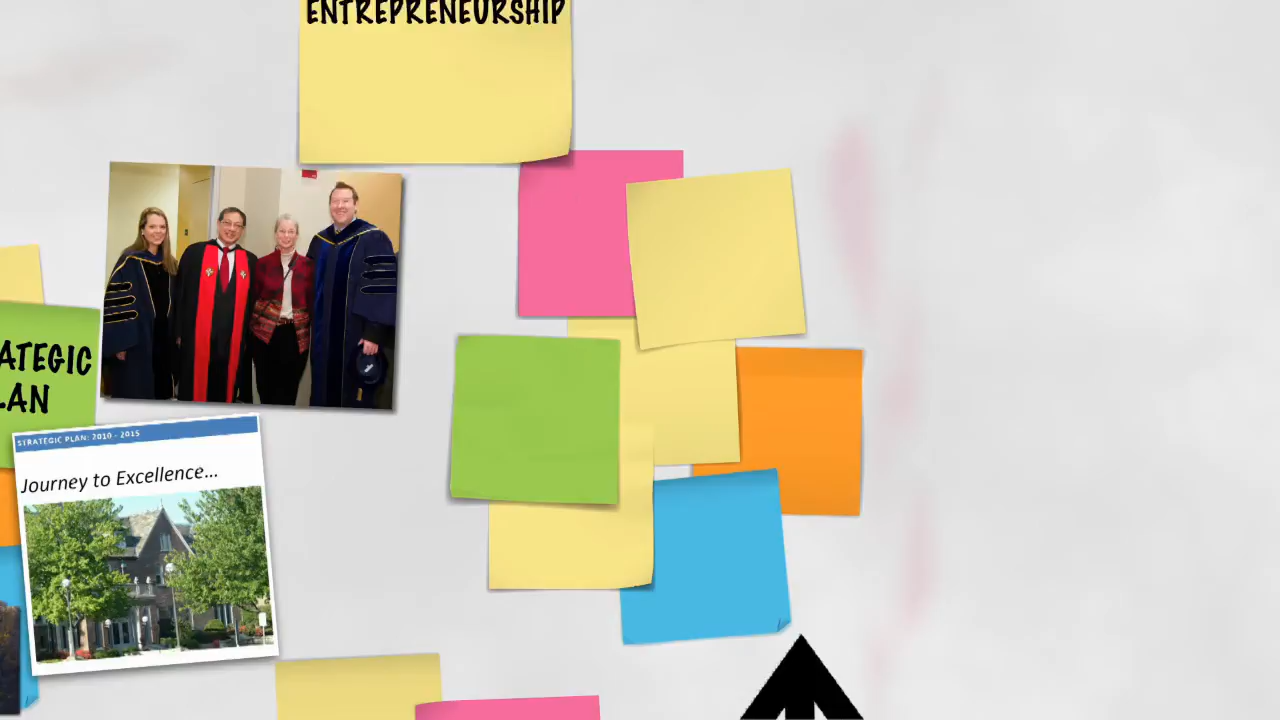 ENTREPRENEURSHIP
ATEGIC
LAN
STRATEGIC PLAN: 2010 - 2015
Journey to Excellence...